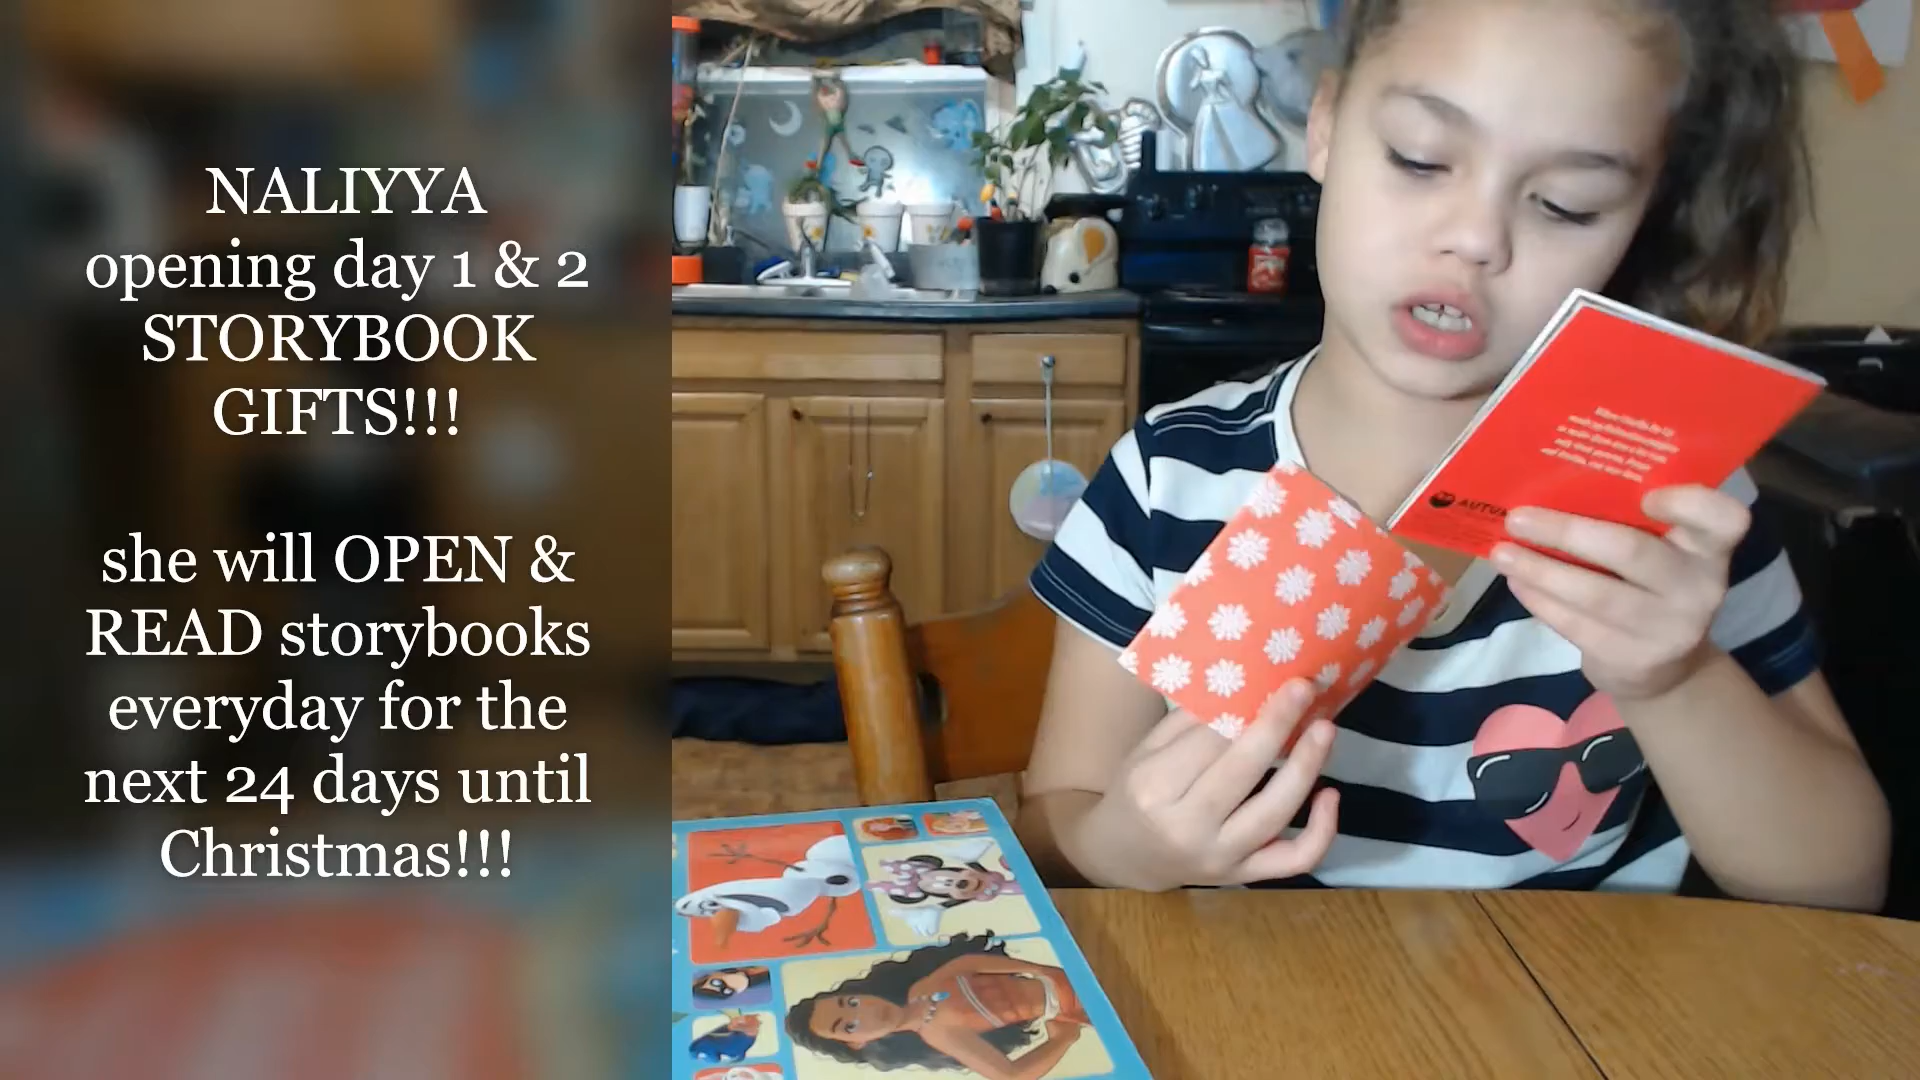 NALIYYA
opening day 1 & 2
STORYBOOK
GIFTS!!!
she will OPEN &
READ storybooks
everyday for the
next 24 days until
Christmas!!!